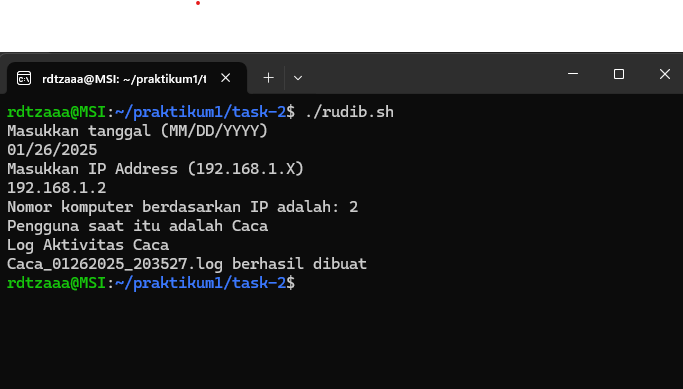 rdtzaaa@MSI: ~/praktikum1/t
rdtzaaa@MSI:~/praktikum1/task-2$ ./rudib.sh
Masukkan tanggal (MM/DD/YYYY)
01/26/2025
Masukkan IP Address (192.168.1.X)
192.168.1.2
Nomor komputer berdasarkan IP adalah: 2
Pengguna saat itu adalah Caca
Log Aktivitas Caca
Caca_01262025_203527.log berhasil dibuat
rdtzaaa@MSI:~/praktikum1/task-2$